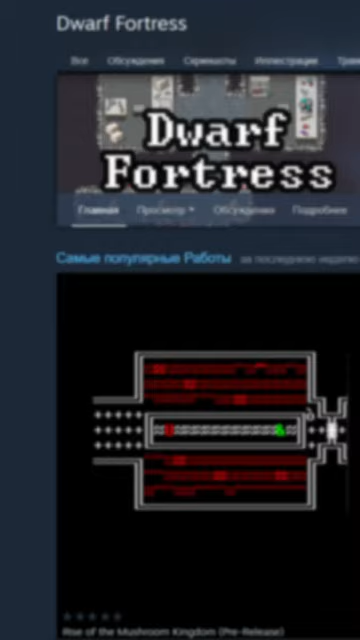 Dwarf Fortress
Все Обсуждения Скриншоты Иллюстрации
Dwarf
Fortress
Главная Просмотр Обсуждения Подробнее
Самые популярные Работы за последнюю неделю
Rise of the Mushroom Kingdom (Pre-Release)